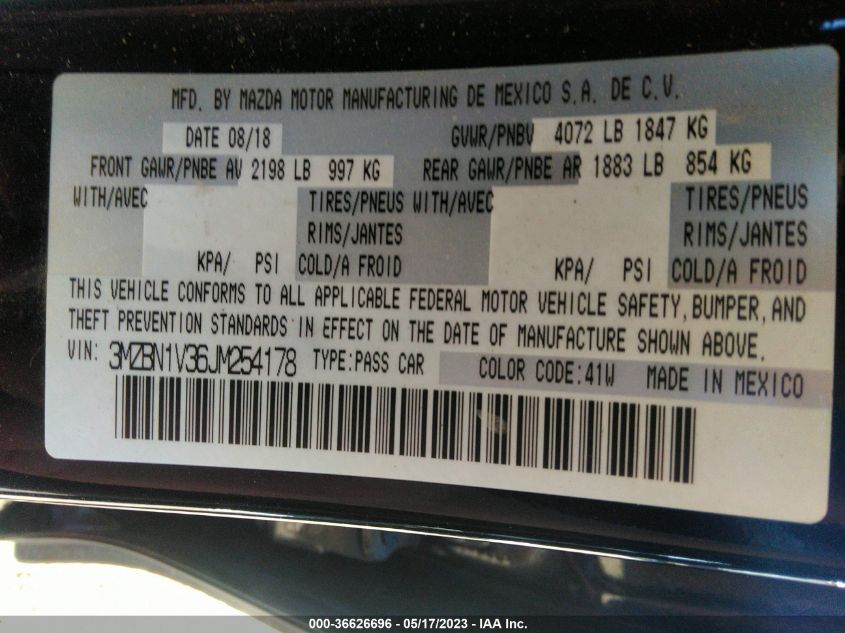 MFD. BY MAZDA MOTOR MANUFACTURING DE MEXICO S.A. DE C.V.
DATE 08/18 GVWR/PNBV 4072 LB 1847 KG
FRONT GAWR/PNBE AV 2198 LB 997 KG REAR GAWR/PNBE AR 1883 LB 854 KG
WITH/AVEC TIRES/PNEUS WITH/AVEC TIRES/PNEUS
RIMS/JANTES RIMS/JANTES
KPA/ PSI COLD/A FROID KPA/ PSI COLD/A FROID
THIS VEHICLE CONFORMS TO ALL APPLICABLE FEDERAL MOTOR VEHICLE SAFETY, BUMPER, AND
THEFT PREVENTION STANDARDS IN EFFECT ON THE DATE OF MANUFACTURE SHOWN ABOVE.
VIN: 3MZBN1V36JM254178 TYPE:PASS CAR COLOR CODE:41W MADE IN MEXICO
000-36626696 - 05/17/2023 - IAA Inc.